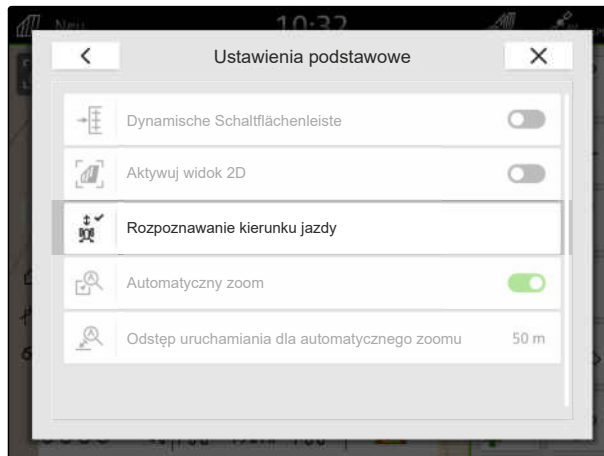 Neu
10:32
Ustawienia podstawowe
Dynamische Schaltflächenleiste
Aktywuj widok 2D
Rozpoznawanie kierunku jazdy
Automatyczny zoom
Odstęp uruchamiania dla automatycznego zoomu 50 m